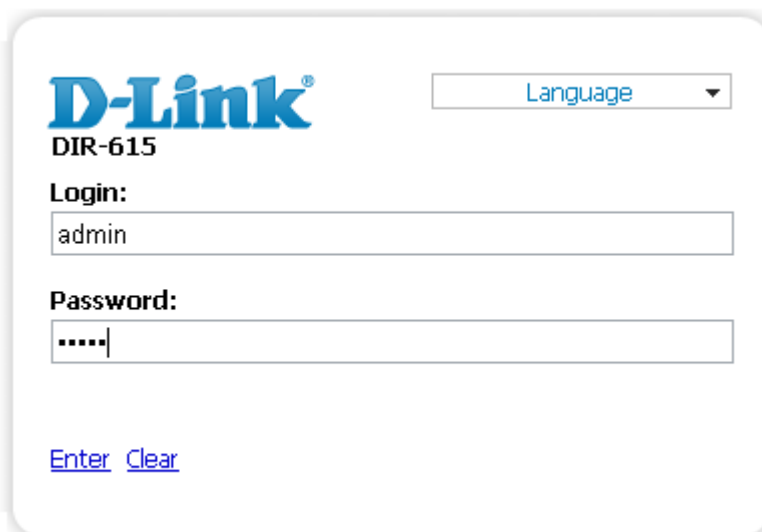 D-Link®
Language
DIR-615
Login:
admin
Password:
•••••
Enter Clear